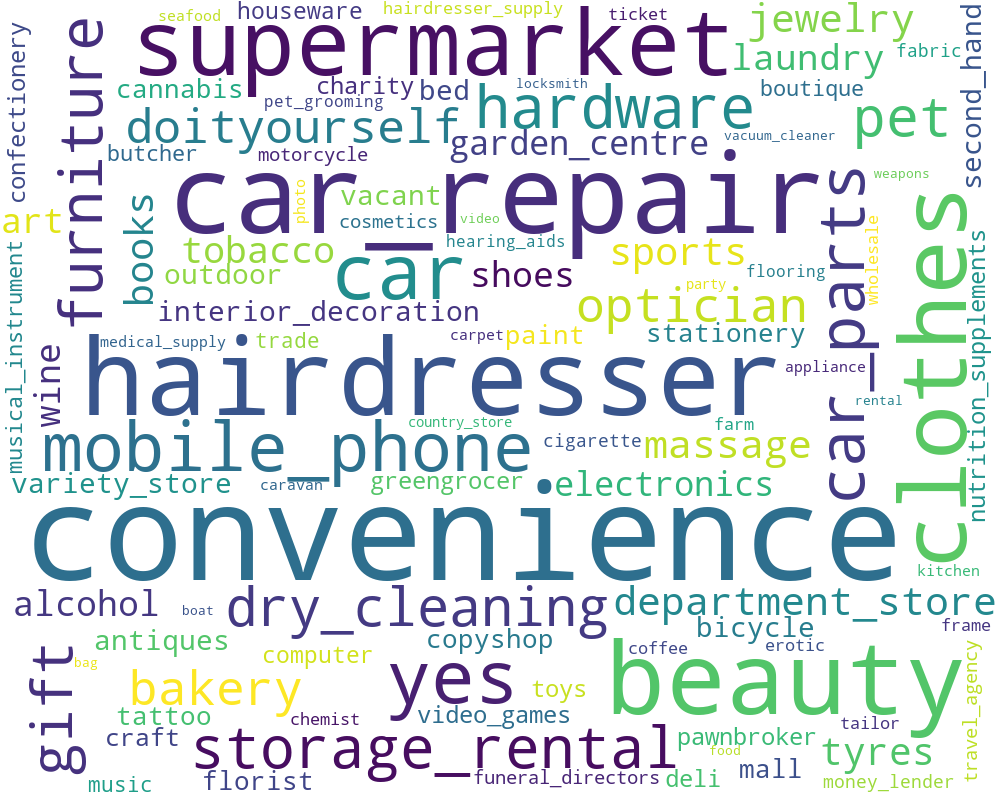 seafood
houseware
hairdresser_supply
ticket
jewelry
supermarket
confectionery
furniture
cannabis
charity
bed
locksmith
laundry
fabric
second_hand
pet_grooming
hardware
boutique
pet
doityourself
garden_centre
vacuum_cleaner
butcher
motorcycle
car_repair
weapons
art
books
photo
vacant
cosmetics
video
car_parts
clothes
tobacco
hearing_aids
sports
wholesale
outdoor
car
shoes
flooring
party
musical_instrument
interior_decoration
optician
nutrition_supplements
medical_supply
trade
carpet
paint
stationery
wine
hairdresser
appliance
rental
mobile_phone
country_store
cigarette
massage
farm
variety_store
caravan
greengrocer
electronics
convenience
kitchen
alcohol
boat
dry_cleaning
department_store
frame
antiques
copyshop
bicycle
gift
bag
computer
coffee
erotic
travel_agency
bakery
yes
toys
beauty
tattoo
chemist
video_games
tailor
craft
storage_rental
pawnbroker
food
tyres
music
florist
funeral_directors
deli
mall
money_lender